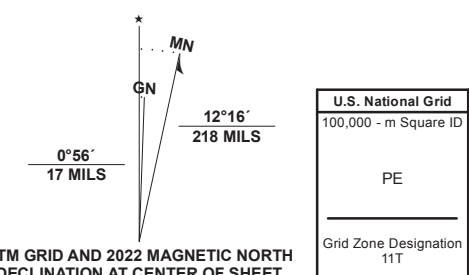 ★
MN
GN
12°16´
218 MILS
0°56´
17 MILS
TM GRID AND 2022 MAGNETIC NORTH
DECLINATION AT CENTER OF SHEET
U.S. National Grid
100,000 - m Square ID
PE
Grid Zone Designation
11T